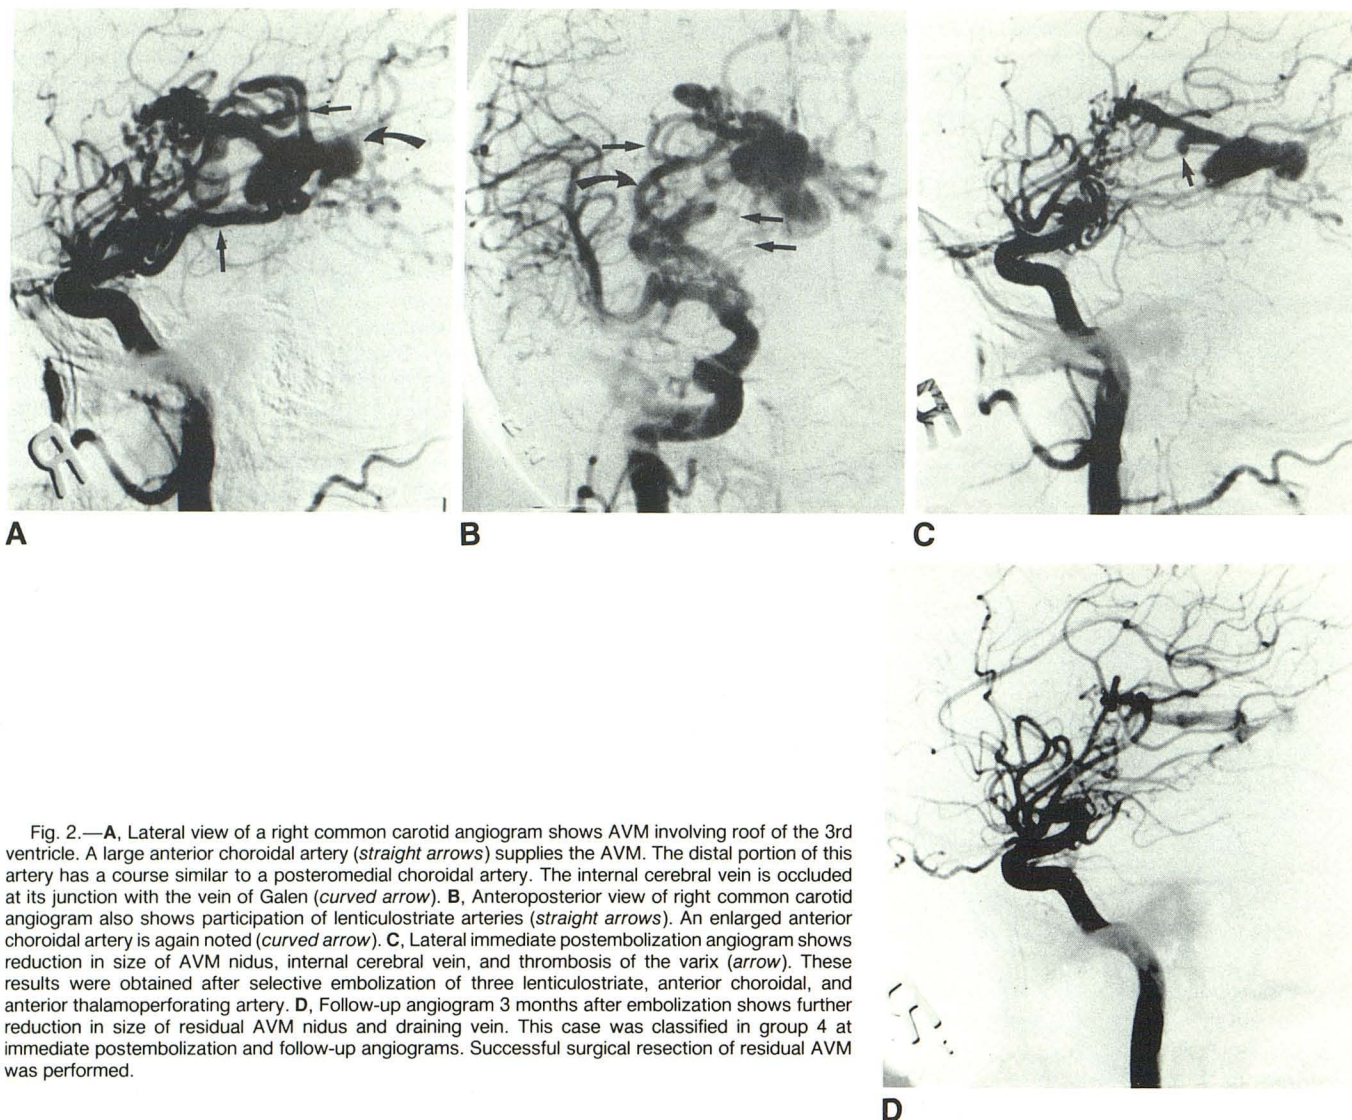 A
B
C
D
Fig. 2.—A, Lateral view of a right common carotid angiogram shows AVM involving roof of the 3rd
ventricle. A large anterior choroidal artery (straight arrows) supplies the AVM. The distal portion of this
artery has a course similar to a posteromedial choroidal artery. The internal cerebral vein is occluded
at its junction with the vein of Galen (curved arrow). B, Anteroposterior view of right common carotid
angiogram also shows participation of lenticulostriate arteries (straight arrows). An enlarged anterior
choroidal artery is again noted (curved arrow). C, Lateral immediate postembolization angiogram shows
reduction in size of AVM nidus, internal cerebral vein, and thrombosis of the varix (arrow). These
results were obtained after selective embolization of three lenticulostriate, anterior choroidal, and
anterior thalamoperforating artery. D, Follow-up angiogram 3 months after embolization shows further
reduction in size of residual AVM nidus and draining vein. This case was classified in group 4 at
immediate postembolization and follow-up angiograms. Successful surgical resection of residual AVM
was performed.